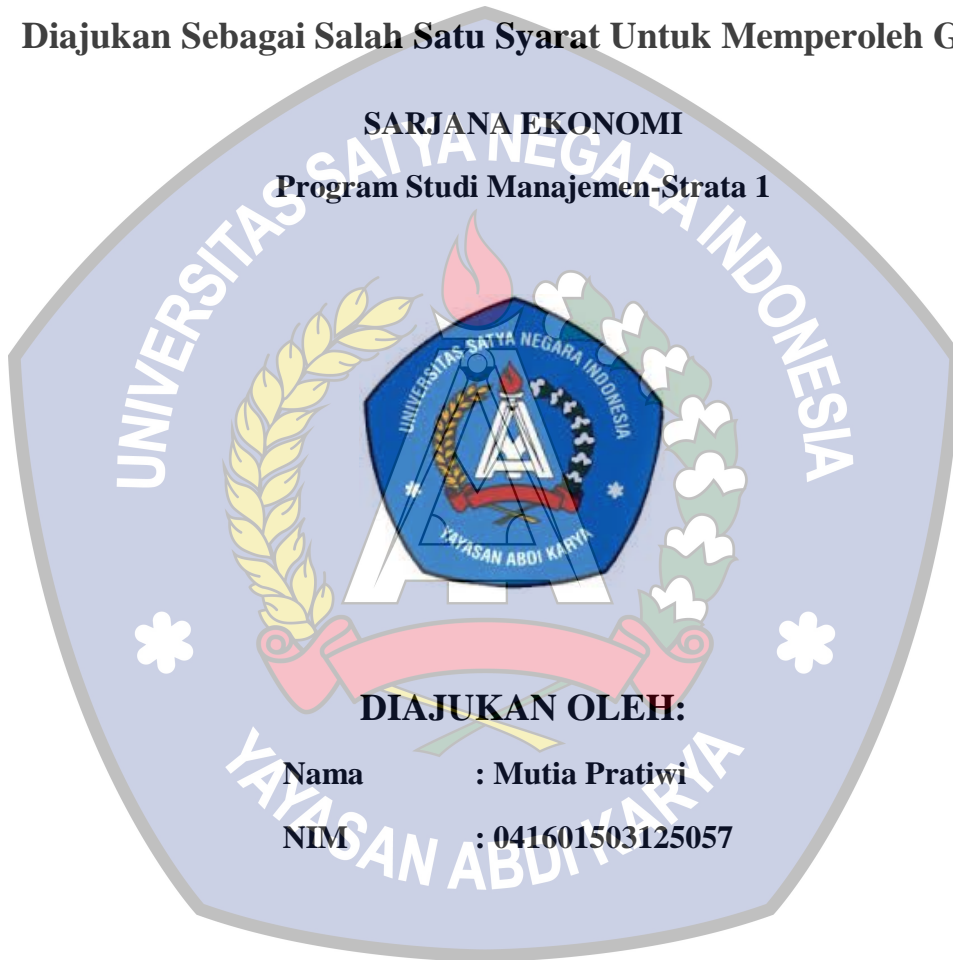 Diajukan Sebagai Salah Satu Syarat Untuk Memperoleh G
SARJANA EKONOMI
Program Studi Manajemen-Strata 1
UNIVERSITAS SATYA NEGARA INDONESIA
UNIVERSITAS SATYA NEGARA INDONESIA
YAYASAN ABDI KARYA
DIAJUKAN OLEH:
Nama : Mutia Pratiwi
NIM : 041601503125057
YAYASAN ABDI KARYA